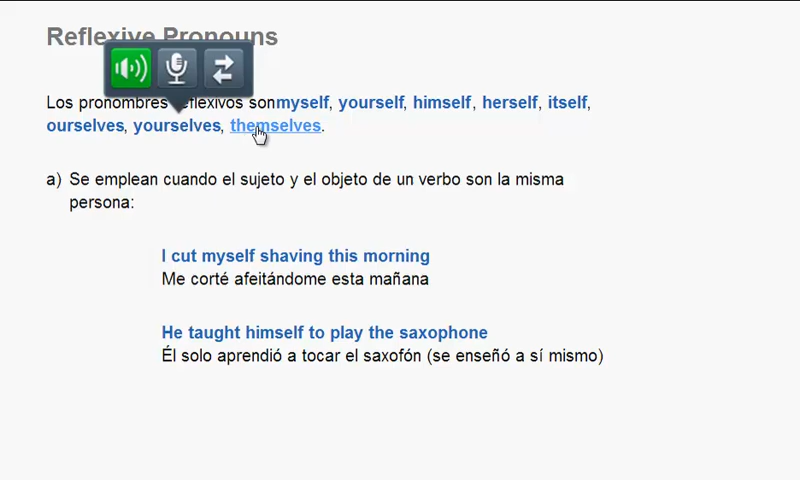 Reflexive Pronouns
Los pronombres reflexivos sonmyself, yourself, himself, herself, itself,
ourselves, yourselves, themselves.
a) Se emplean cuando el sujeto y el objeto de un verbo son la misma
persona:
I cut myself shaving this morning
Me corté afeitándome esta mañana
He taught himself to play the saxophone
Él solo aprendió a tocar el saxofón (se enseñó a sí mismo)